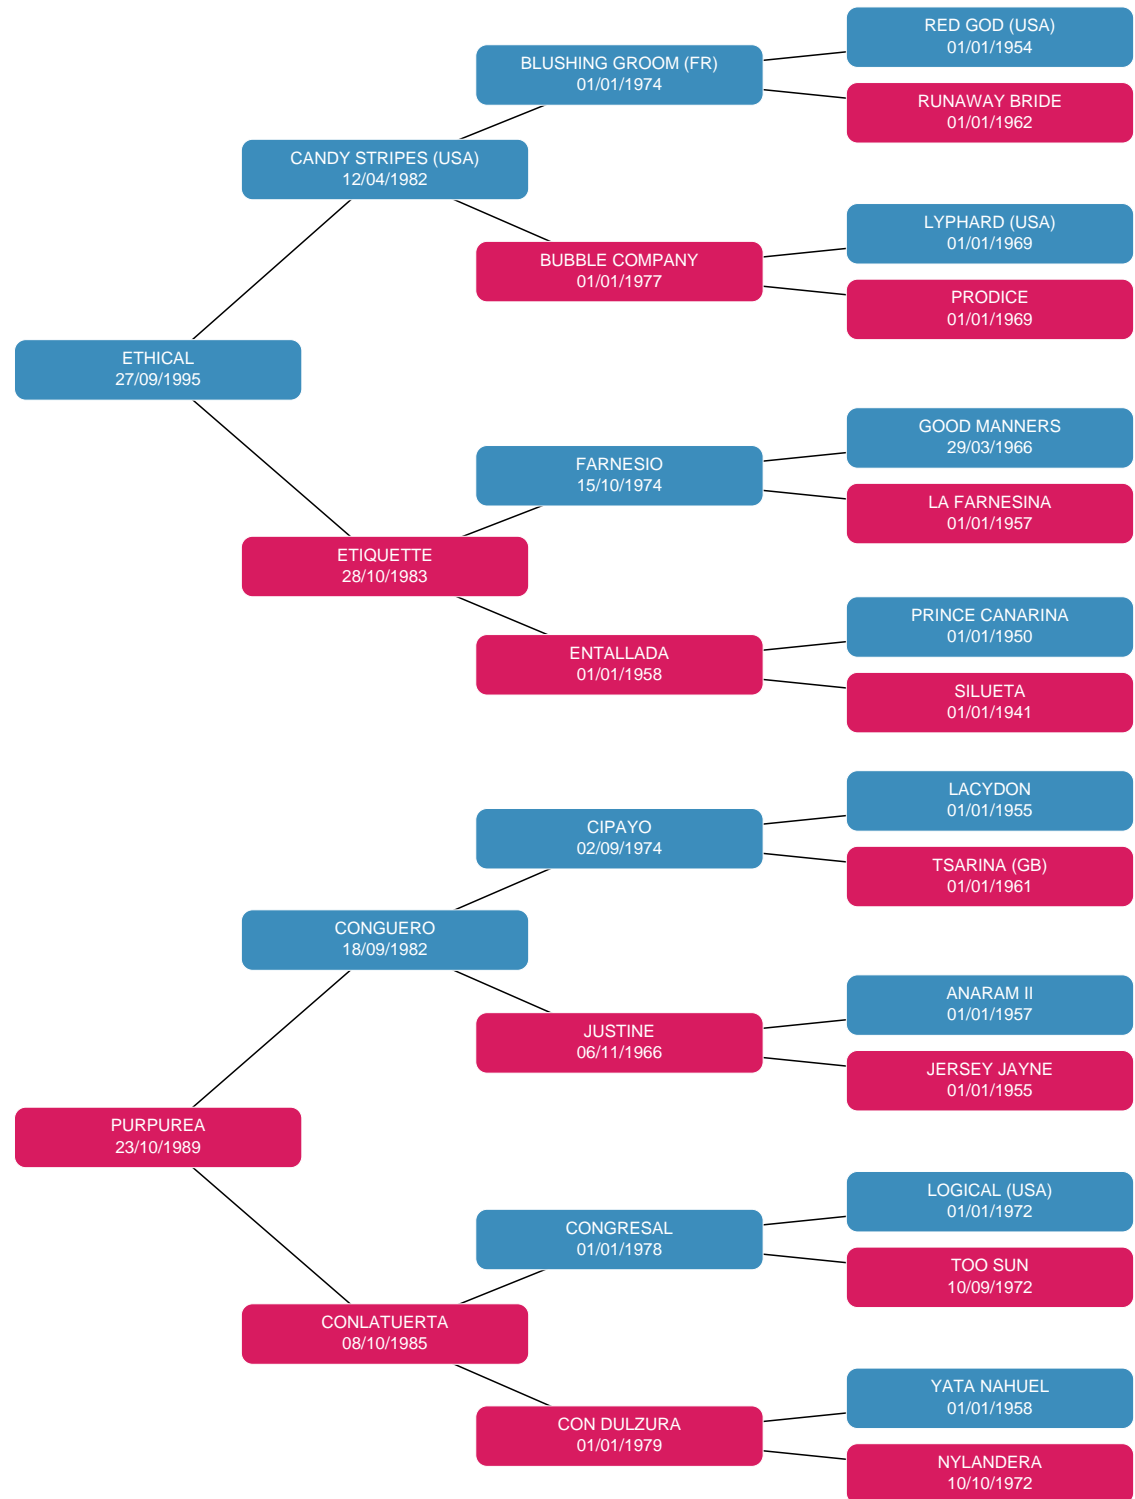 RED GOD (USA)
01/01/1954
BLUSHING GROOM (FR)
01/01/1974
RUNAWAY BRIDE
01/01/1962
CANDY STRIPES (USA)
12/04/1982
LYPHARD (USA)
01/01/1969
BUBBLE COMPANY
01/01/1977
PRODICE
01/01/1969
ETHICAL
27/09/1995
GOOD MANNERS
29/03/1966
FARNESIO
15/10/1974
LA FARNESINA
01/01/1957
ETIQUETTE
28/10/1983
PRINCE CANARINA
01/01/1950
ENTALLADA
01/01/1958
SILUETA
01/01/1941
LACYDON
01/01/1955
CIPAYO
02/09/1974
TSARINA (GB)
01/01/1961
CONGUERO
18/09/1982
ANARAM II
01/01/1957
JUSTINE
06/11/1966
JERSEY JAYNE
01/01/1955
PURPUREA
23/10/1989
LOGICAL (USA)
01/01/1972
CONGRESAL
01/01/1978
TOO SUN
10/09/1972
CONLATUERTA
08/10/1985
YATA NAHUEL
01/01/1958
CON DULZURA
01/01/1979
NYLANDERA
10/10/1972